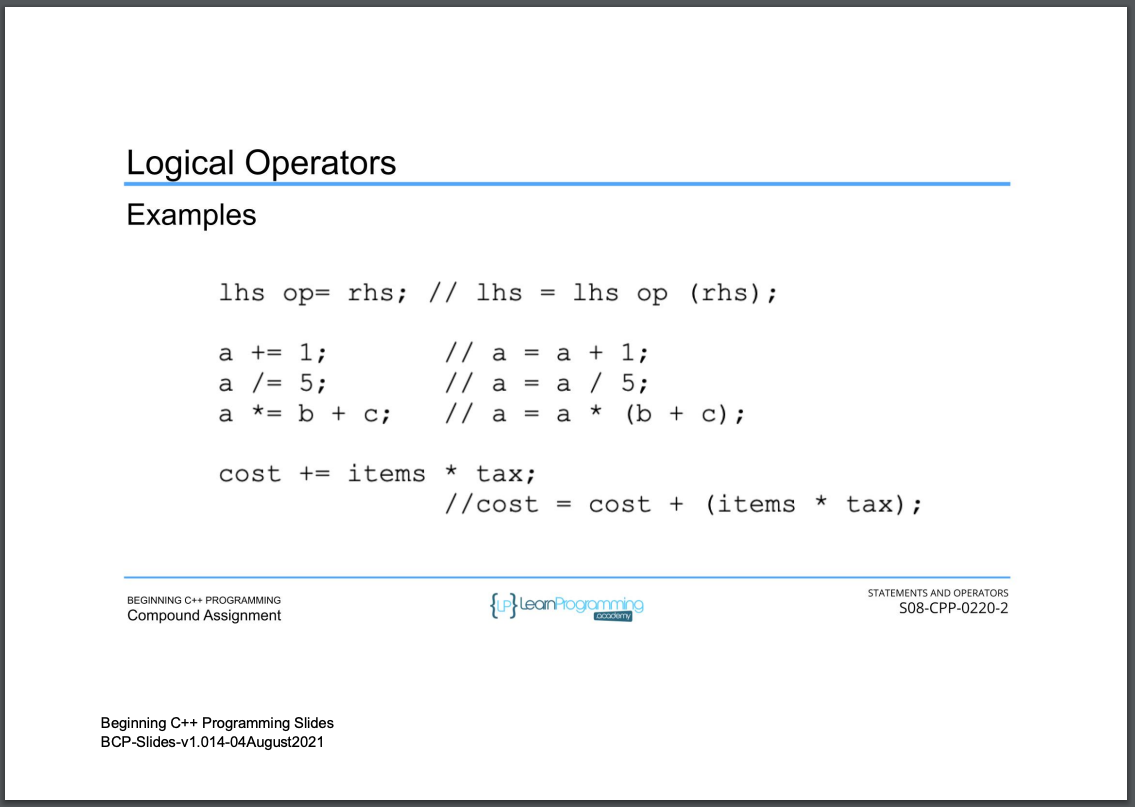 Logical Operators
Examples
lhs op= rhs; // lhs = lhs op (rhs);
a += 1; // a = a + 1;
a /= 5; // a = a / 5;
a *= b + c; // a = a * (b + c);
cost += items * tax;
//cost = cost + (items * tax);
BEGINNING C++ PROGRAMMING
Compound Assignment
{LP} LearnProgramming
academy
STATEMENTS AND OPERATORS
S08-CPP-0220-2
Beginning C++ Programming Slides
BCP-Slides-v1.014-04August2021